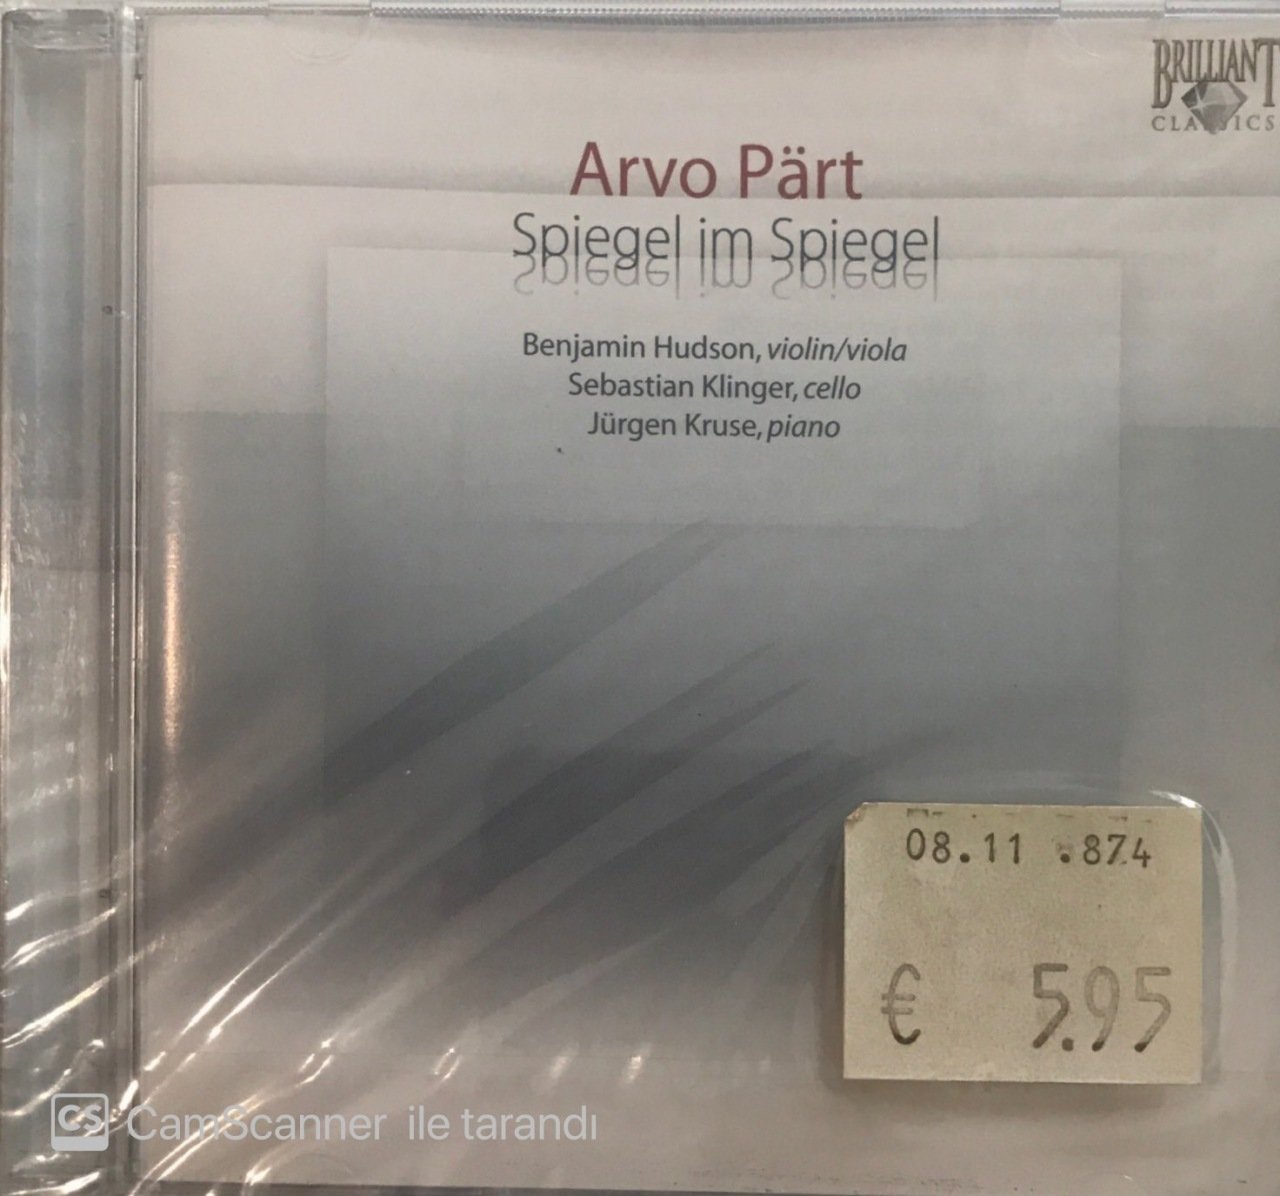 BRILLIANT
CLASSICS
Arvo Pärt
Spiegel im Spiegel
Benjamin Hudson, violin/viola
Sebastian Klinger, cello
Jürgen Kruse, piano
08.11 .874
€ 5.95
CS CamScanner ile tarandı